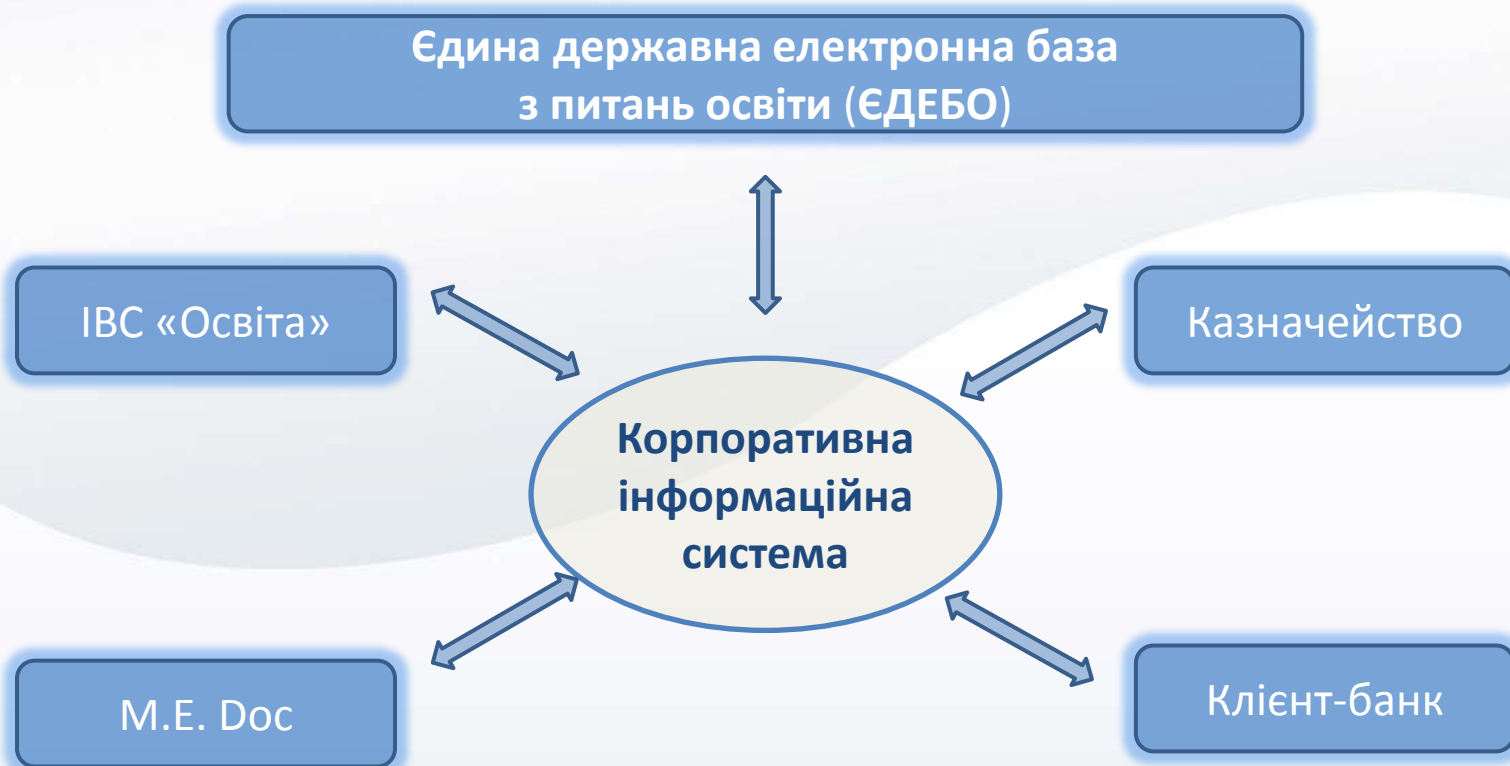 Єдина державна електронна база
з питань освіти (ЄДЕБО)
ІВС «Освіта»
Казначейство
Корпоративна
інформаційна
система
M.E. Doc
Клієнт-банк